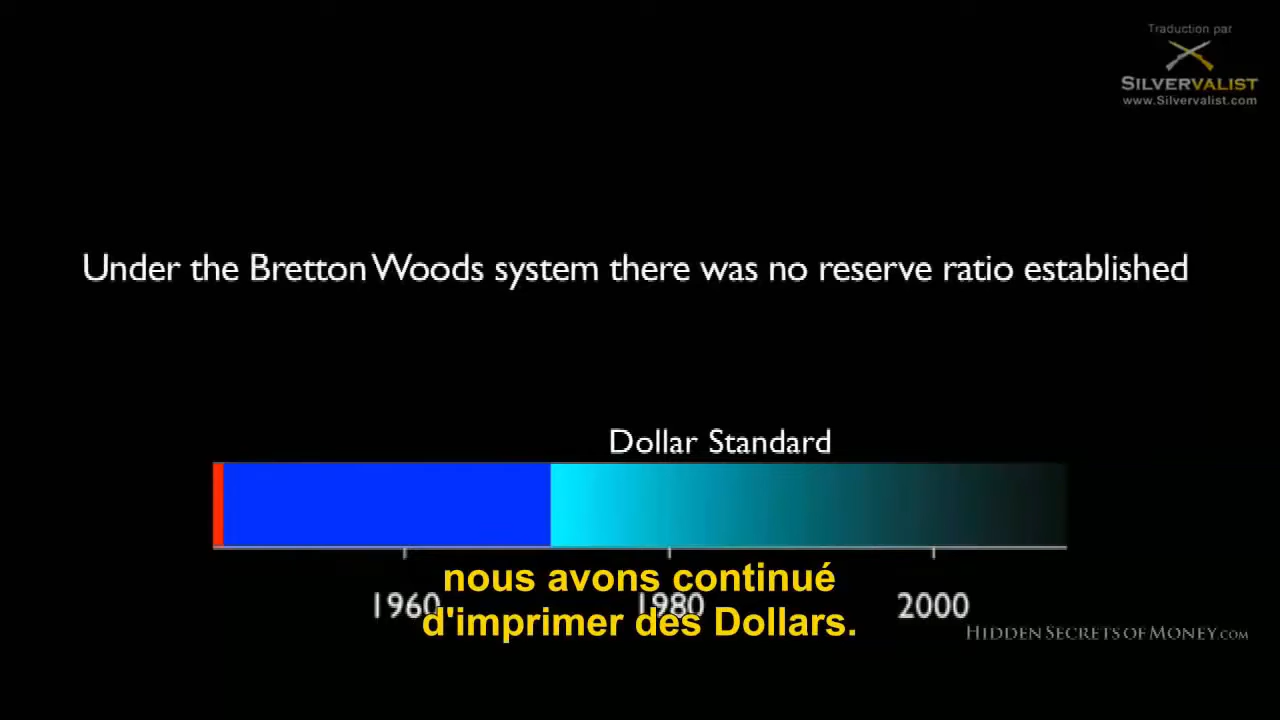 Traduction par
SILVERVALIST
www.Silvervalist.com
Under the Bretton Woods system there was no reserve ratio established
Dollar Standard
nous avons continué
1960 1980 2000
d'imprimer des Dollars.
HIDDEN SECRETS OF MONEY.COM